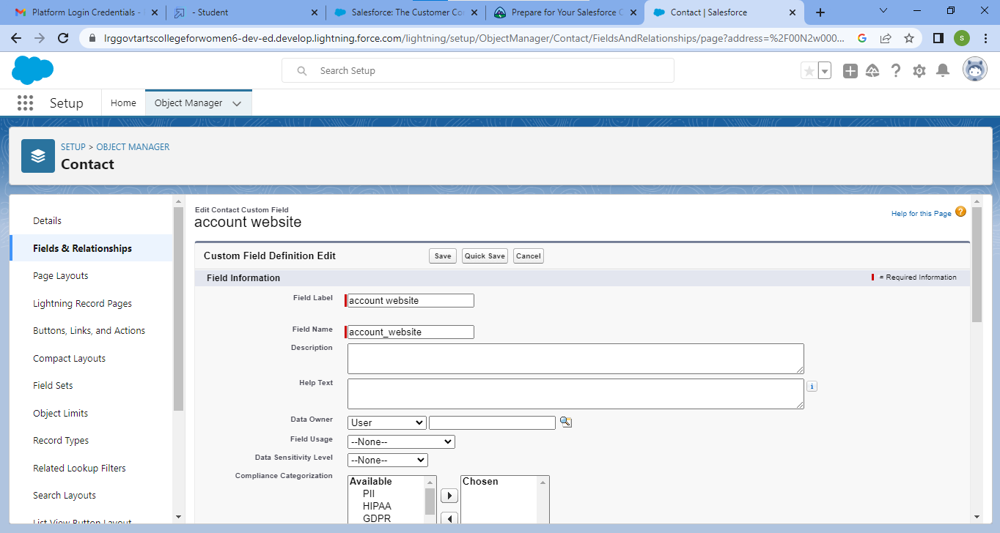 Platform Login Credentials -
- Student
Salesforce: The Customer Co
Prepare for Your Salesforce C
Contact | Salesforce
lrggovtartscollegeforwomen6-dev-ed.develop.lightning.force.com/lightning/setup/ObjectManager/Contact/FieldsAndRelationships/page?address=%2F00N2w000...
S
Search Setup
Setup
Home
Object Manager
SETUP > OBJECT MANAGER
Contact
Details
Fields & Relationships
Page Layouts
Lightning Record Pages
Buttons, Links, and Actions
Compact Layouts
Field Sets
Object Limits
Record Types
Related Lookup Filters
Search Layouts
List View Button Layout
Edit Contact Custom Field
account website
Help for this Page ?
Custom Field Definition Edit
Save
Quick Save
Cancel
Field Information
= Required Information
Field Label
account website
Field Name
account_website
Description
Help Text
i
Data Owner
User
Field Usage
--None--
Data Sensitivity Level
--None--
Compliance Categorization
Available
PII
HIPAA
GDPR
Chosen